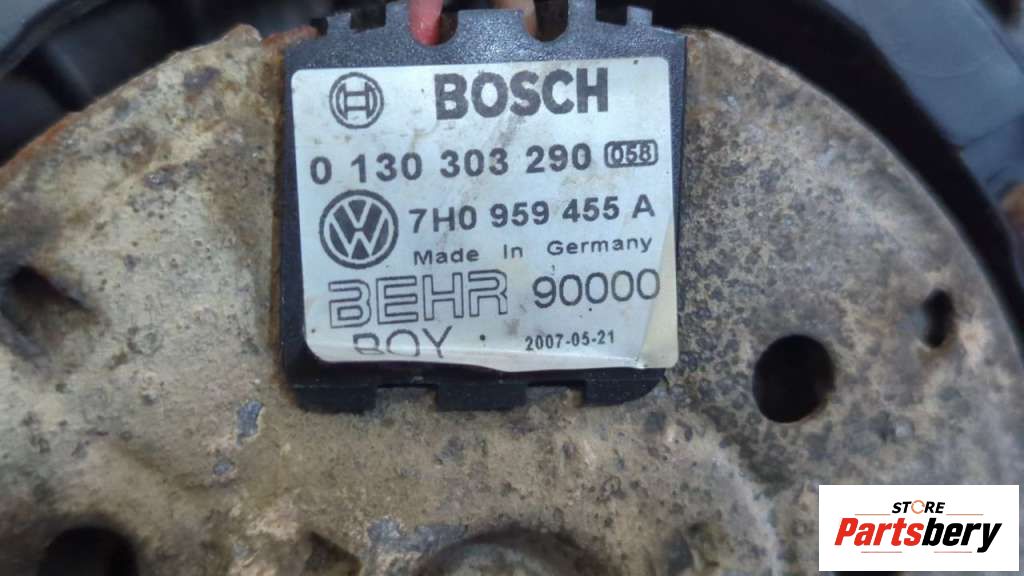 BOSCH
0 130 303 290 058
7H0 959 455 A
Made In Germany
BEHR 90000
2007-05-21
STORE
Partsbery